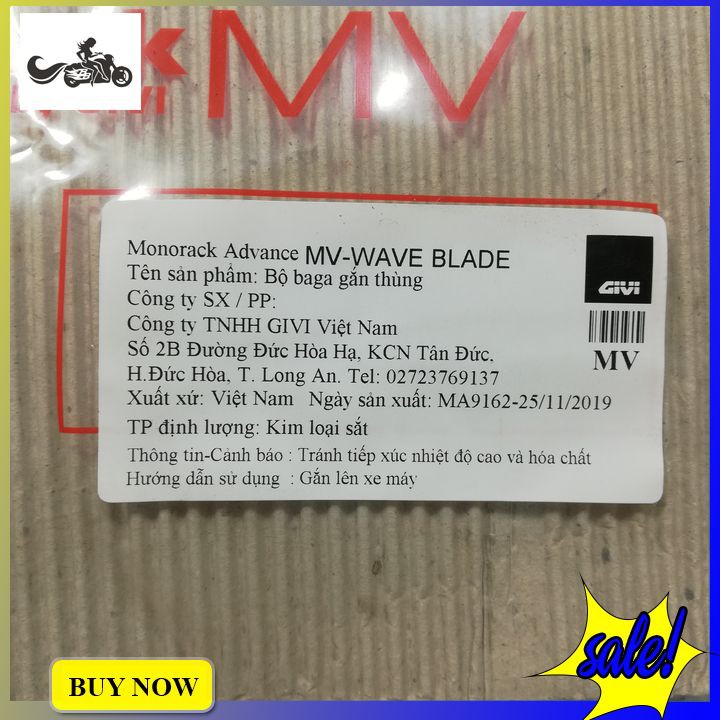 MV
GIVI
Monorack Advance MV-WAVE BLADE
Tên sản phẩm: Bộ baga gắn thùng
Công ty SX / PP:
Công ty TNHH GIVI Việt Nam
Số 2B Đường Đức Hòa Hạ, KCN Tân Đức,
H.Đức Hòa, T. Long An. Tel: 02723769137
Xuất xứ: Việt Nam Ngày sản xuất: MA9162-25/11/2019
TP định lượng: Kim loại sắt
Thông tin-Cảnh báo : Tránh tiếp xúc nhiệt độ cao và hóa chất
Hướng dẫn sử dụng : Gắn lên xe máy
GIVI
MV
BUY NOW
sale!